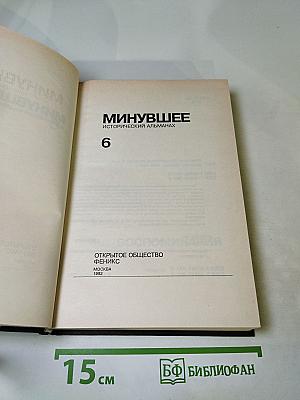 МИНУВШЕЕ
ИСТОРИЧЕСКИЙ АЛЬМАНАХ
6
ОТКРЫТОЕ ОБЩЕСТВО
ФЕНИКС
МОСКВА
1992
15 см
БФ БИБЛИОФАН